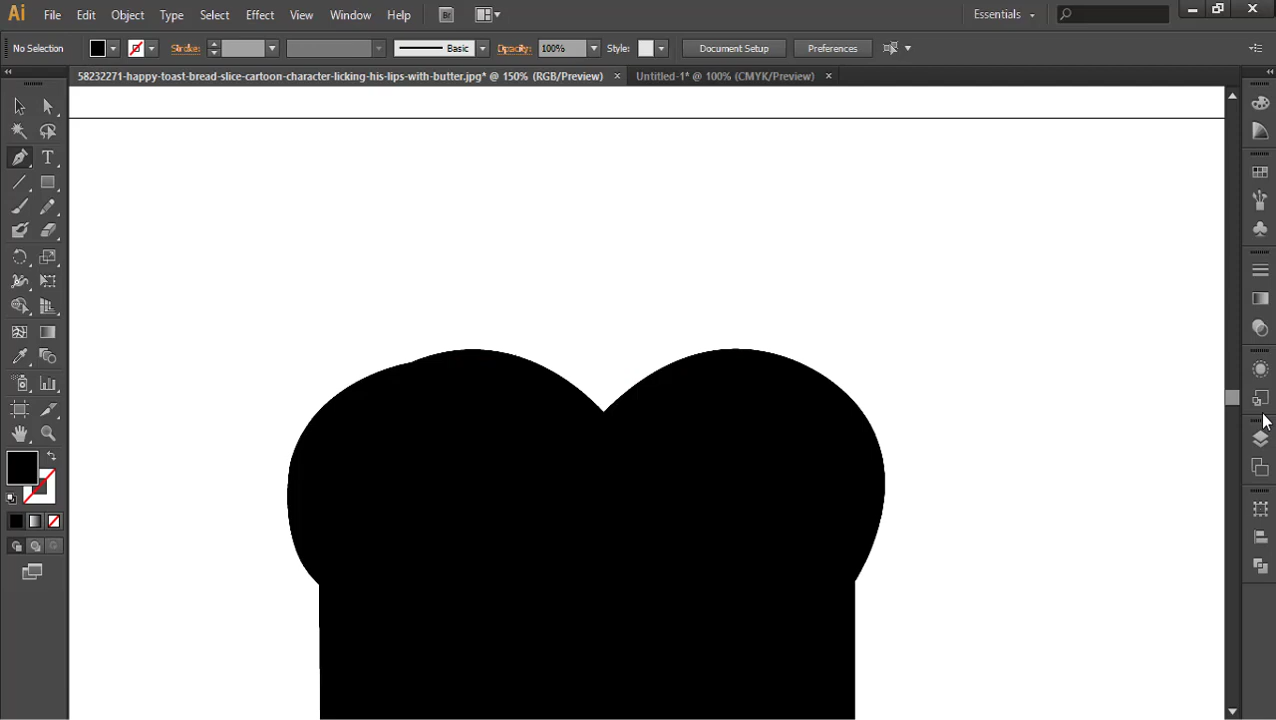 Ai File Edit Object Type Select Effect View Window Help Br Essentials
No Selection Stroke: Basic Opacity: 100% Style: Document Setup Preferences
58232271-happy-toast-bread-slice-cartoon-character-licking-his-lips-with-butter.jpg* @ 150% (RGB/Preview) × Untitled-1* @ 100% (CMYK/Preview) ×
T